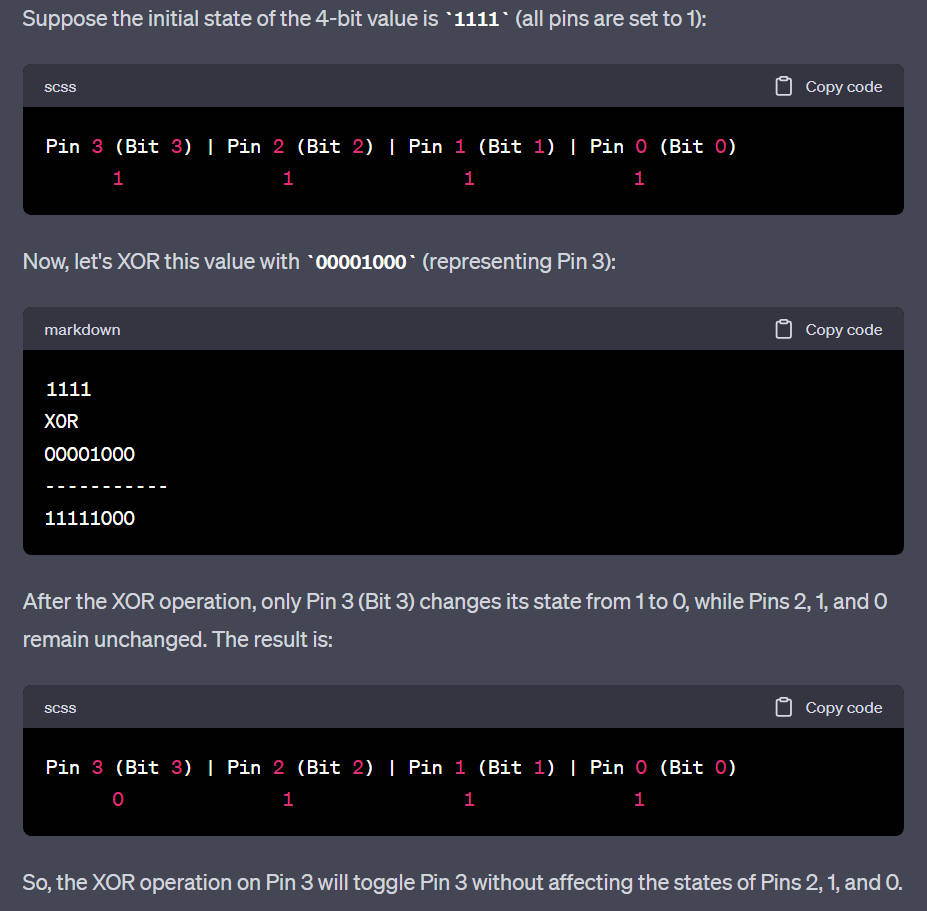 Suppose the initial state of the 4-bit value is `1111` (all pins are set to 1):
scss Copy code
Pin 3 (Bit 3) | Pin 2 (Bit 2) | Pin 1 (Bit 1) | Pin 0 (Bit 0)
1 1 1 1
Now, let's XOR this value with `00001000` (representing Pin 3):
markdown Copy code
1111
XOR
00001000
-----------
11111000
After the XOR operation, only Pin 3 (Bit 3) changes its state from 1 to 0, while Pins 2, 1, and 0
remain unchanged. The result is:
scss Copy code
Pin 3 (Bit 3) | Pin 2 (Bit 2) | Pin 1 (Bit 1) | Pin 0 (Bit 0)
0 1 1 1
So, the XOR operation on Pin 3 will toggle Pin 3 without affecting the states of Pins 2, 1, and 0.